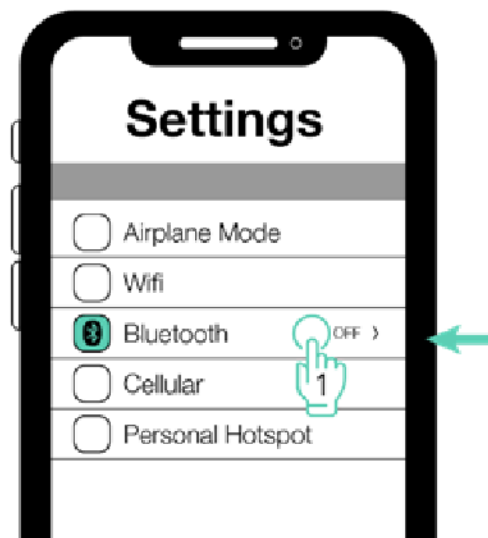 Settings
Airplane Mode
Wifi
Bluetooth OFF >
Cellular
1
Personal Hotspot